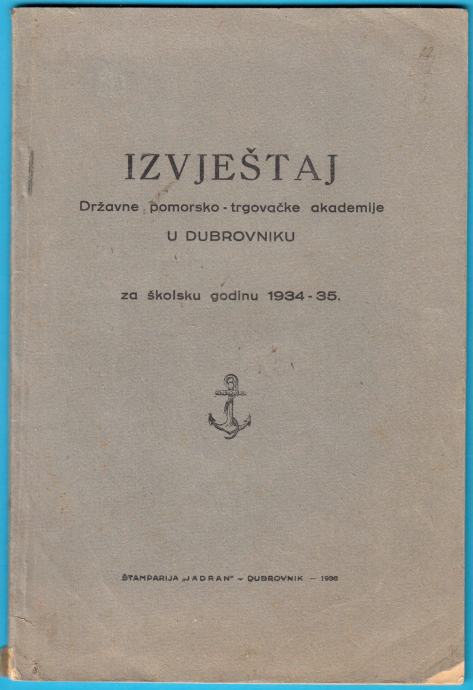 IZVJEŠTAJ
Državne pomorsko - trgovačke akademije
U DUBROVNIKU
za školsku godinu 1934 - 35.
ŠTAMPARIJA „JADRAN” – DUBROVNIK — 1936